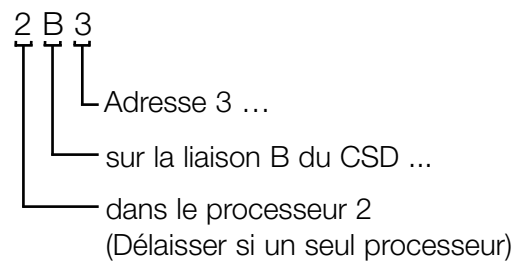 2 B 3
Adresse 3 …
sur la liaison B du CSD ...
dans le processeur 2
(Délaisser si un seul processeur)